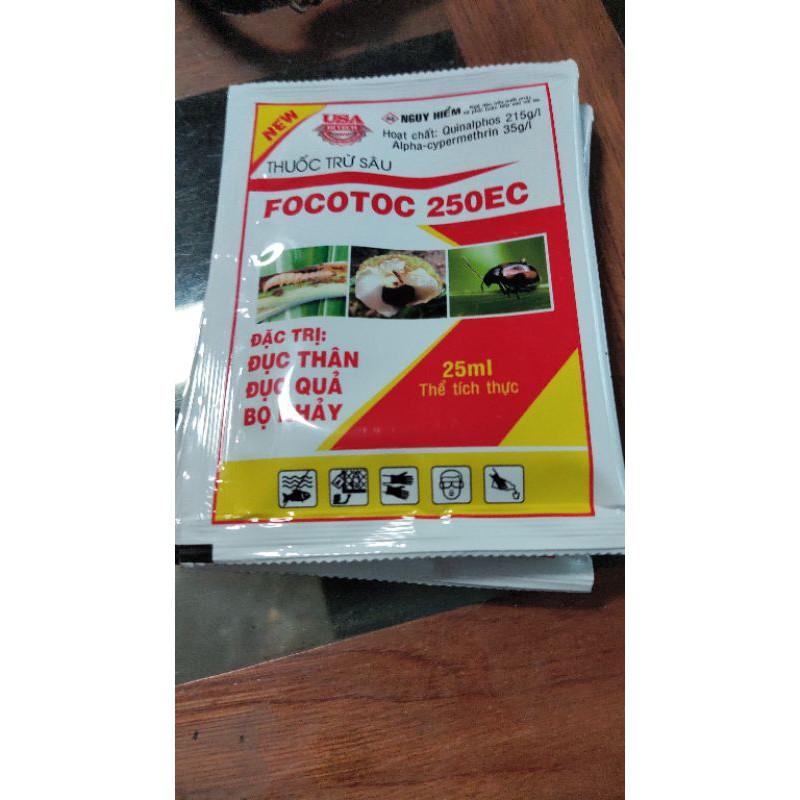 NEW
USA
NGUY HIỂM
Hoạt chất: Quinalphos 215g/l
Alpha-cypermethrin 35g/l
THUỐC TRỪ SÂU
FOCOTOC 250EC
ĐẶC TRỊ:
ĐỤC THÂN
ĐỤC QUẢ
BỌ NHẢY
25ml
Thể tích thực